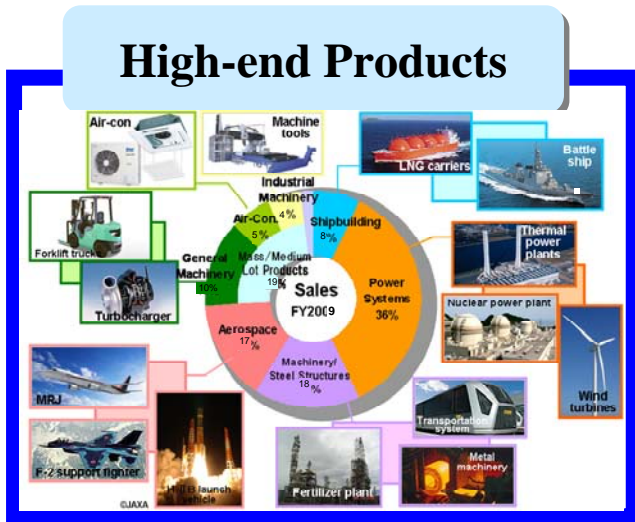 High-end Products
Air-con
Machine
tools
LNG carriers
Battle
ship
Industrial
Machinery
4%
Air-Con.
5%
Shipbuilding
8%
Forklift truck
Turbocharger
General
Machinery
10%
Mass/Medium
Lot Products
19%
Sales
FY2009
Power
Systems
36%
Thermal
power
plants
Nuclear power plant
Wind
turbines
Aerospace
17%
Machinery/
Steel Structures
18%
MRJ
F-2 support fighter
launch
vehicle
©JAXA
Fertilizer plant
Transportation
system
Metal
machinery